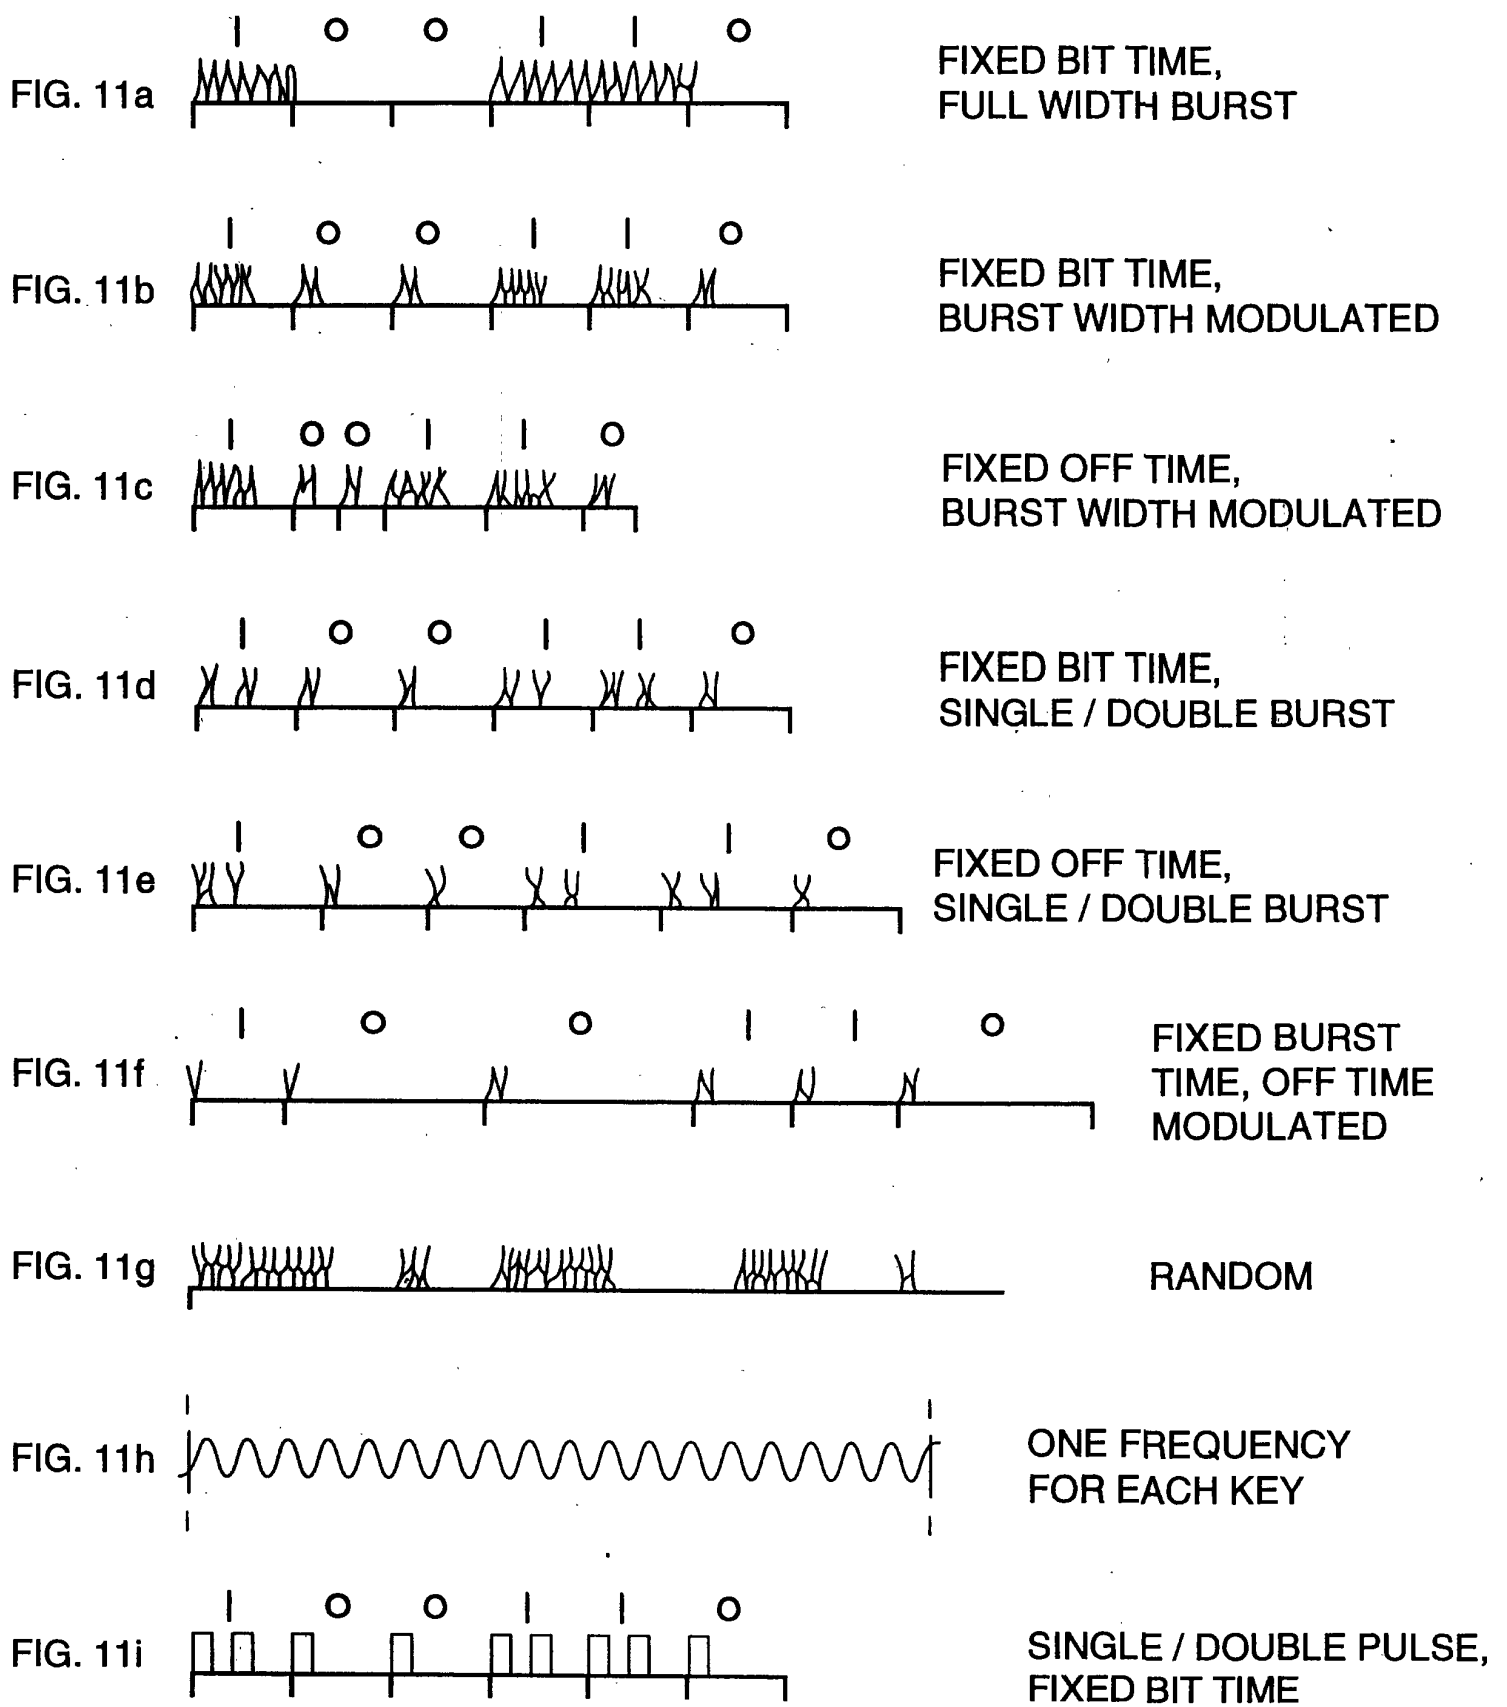 I O O I I O
FIG. 11a
FIXED BIT TIME,
FULL WIDTH BURST
I O O I I O
FIG. 11b
FIXED BIT TIME,
BURST WIDTH MODULATED
I O O I I O
FIG. 11c
FIXED OFF TIME,
BURST WIDTH MODULATED
I O O I I O
FIG. 11d
FIXED BIT TIME,
SINGLE / DOUBLE BURST
I O O I I O
FIG. 11e
FIXED OFF TIME,
SINGLE / DOUBLE BURST
I O O I I O
FIG. 11f
FIXED BURST
TIME, OFF TIME
MODULATED
FIG. 11g
RANDOM
FIG. 11h
ONE FREQUENCY
FOR EACH KEY
I O O I I O
FIG. 11i
SINGLE / DOUBLE PULSE,
FIXED BIT TIME